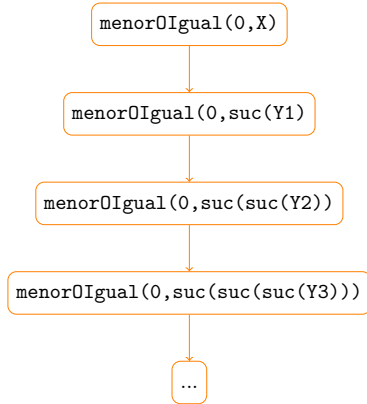 menorOIgual(0,X)
menorOIgual(0,suc(Y1)
menorOIgual(0,suc(suc(Y2))
menorOIgual(0,suc(suc(suc(Y3)))
...